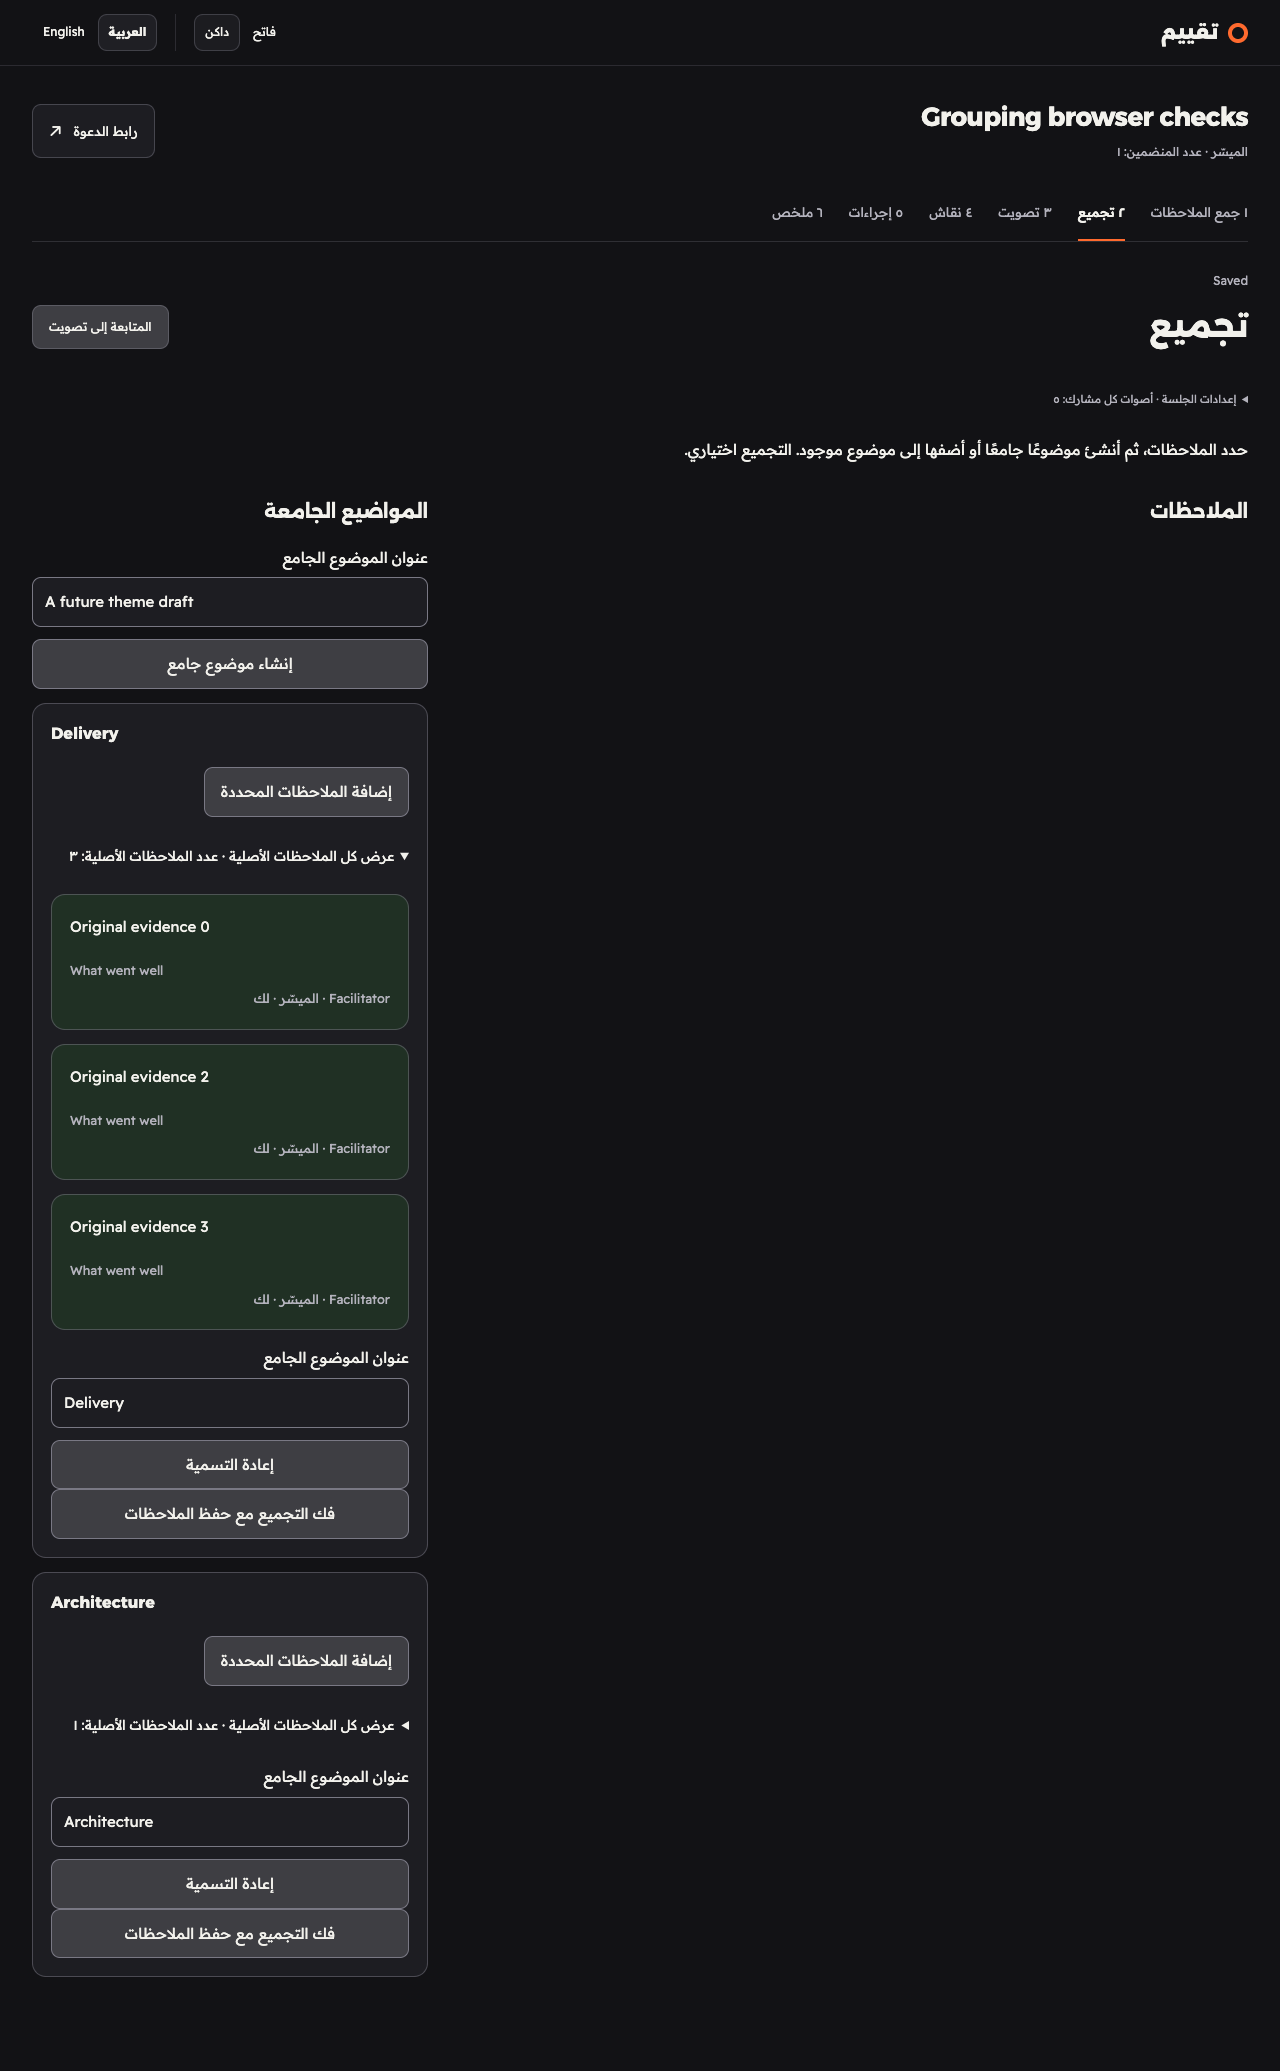 تقييم
فاتح
داكن
العربية
English
Grouping browser checks
الميسّر · عدد المنضمين: ١
رابط الدعوة
١ جمع الملاحظات
٢ تجميع
٣ تصويت
٤ نقاش
٥ إجراءات
٦ ملخص
Saved
تجميع
المتابعة إلى تصويت
إعدادات الجلسة · أصوات كل مشارك: ٥
حدد الملاحظات، ثم أنشئ موضوعًا جامعًا أو أضفها إلى موضوع موجود. التجميع اختياري.
الملاحظات
المواضيع الجامعة
عنوان الموضوع الجامع
A future theme draft
إنشاء موضوع جامع
Delivery
إضافة الملاحظات المحددة
عرض كل الملاحظات الأصلية · عدد الملاحظات الأصلية: ٣
Original evidence 0
What went well
Facilitator · الميسّر · لك
Original evidence 2
What went well
Facilitator · الميسّر · لك
Original evidence 3
What went well
Facilitator · الميسّر · لك
عنوان الموضوع الجامع
Delivery
إعادة التسمية
فك التجميع مع حفظ الملاحظات
Architecture
إضافة الملاحظات المحددة
عرض كل الملاحظات الأصلية · عدد الملاحظات الأصلية: ١
عنوان الموضوع الجامع
Architecture
إعادة التسمية
فك التجميع مع حفظ الملاحظات